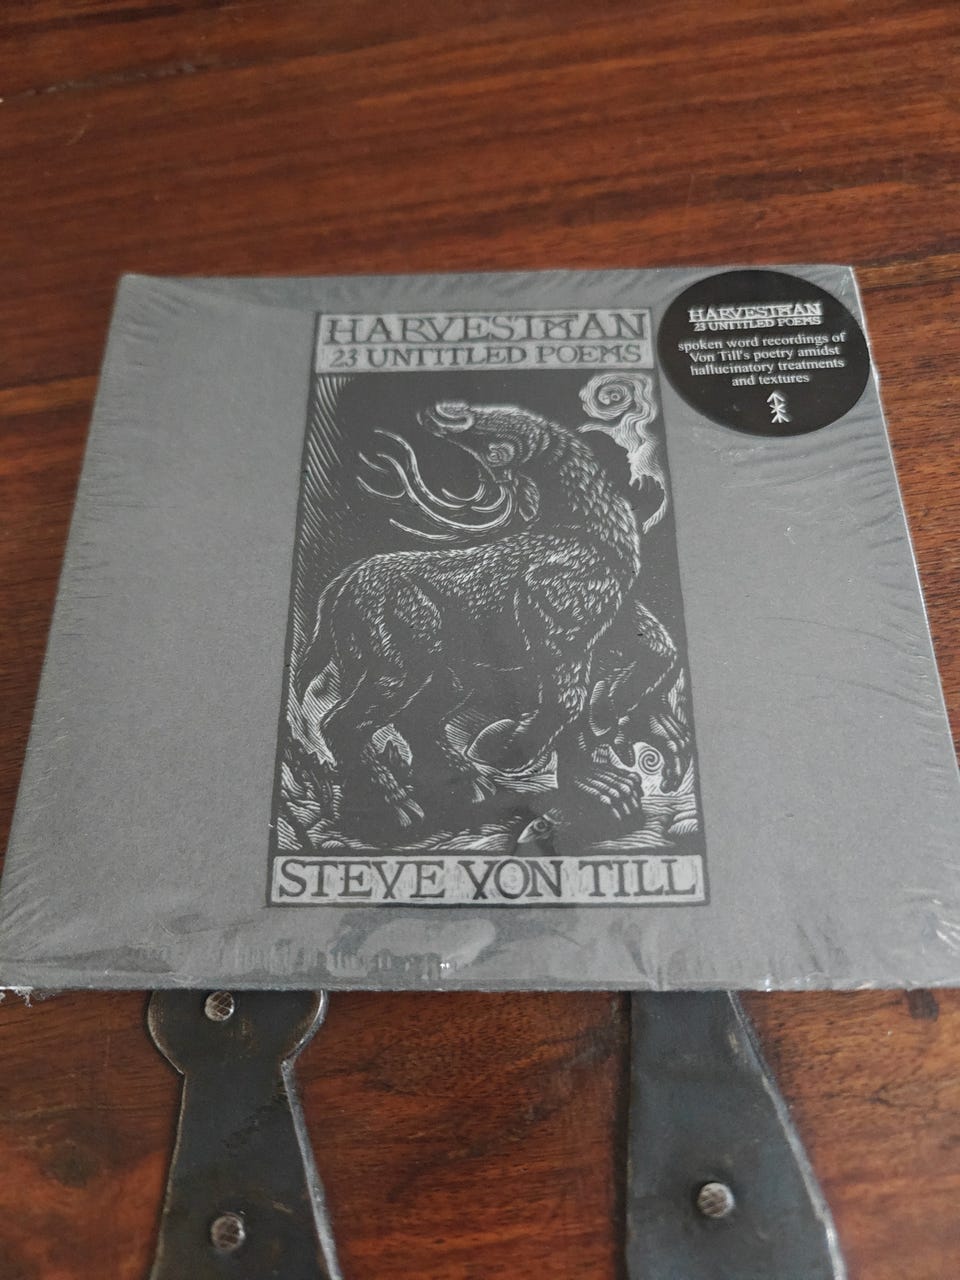 HARVESTMAN
23 UNTITLED POEMS
STEVE VON TILL
HARVESTMAN
23 UNTITLED POEMS
spoken word recordings of
Von Till's poetry amidst
hallucinatory treatments
and textures